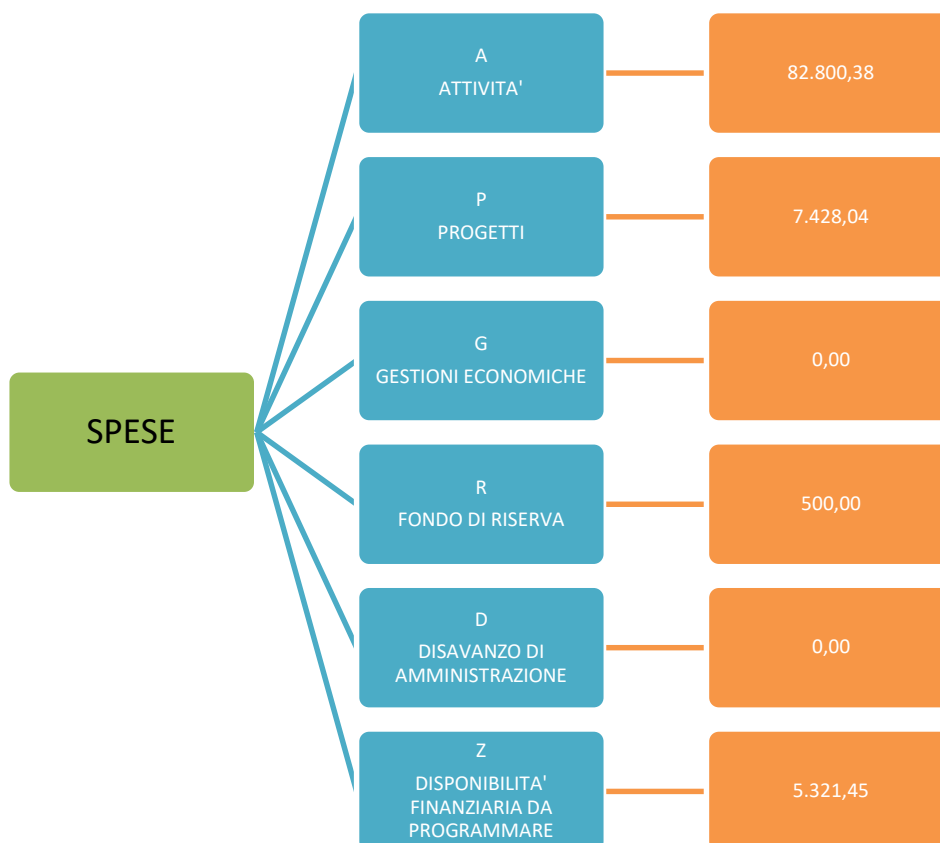 SPESE
A
ATTIVITA'
82.800,38
P
PROGETTI
7.428,04
G
GESTIONI ECONOMICHE
0,00
R
FONDO DI RISERVA
500,00
D
DISAVANZO DI
AMMINISTRAZIONE
0,00
Z
DISPONIBILITA'
FINANZIARIA DA
PROGRAMMARE
5.321,45